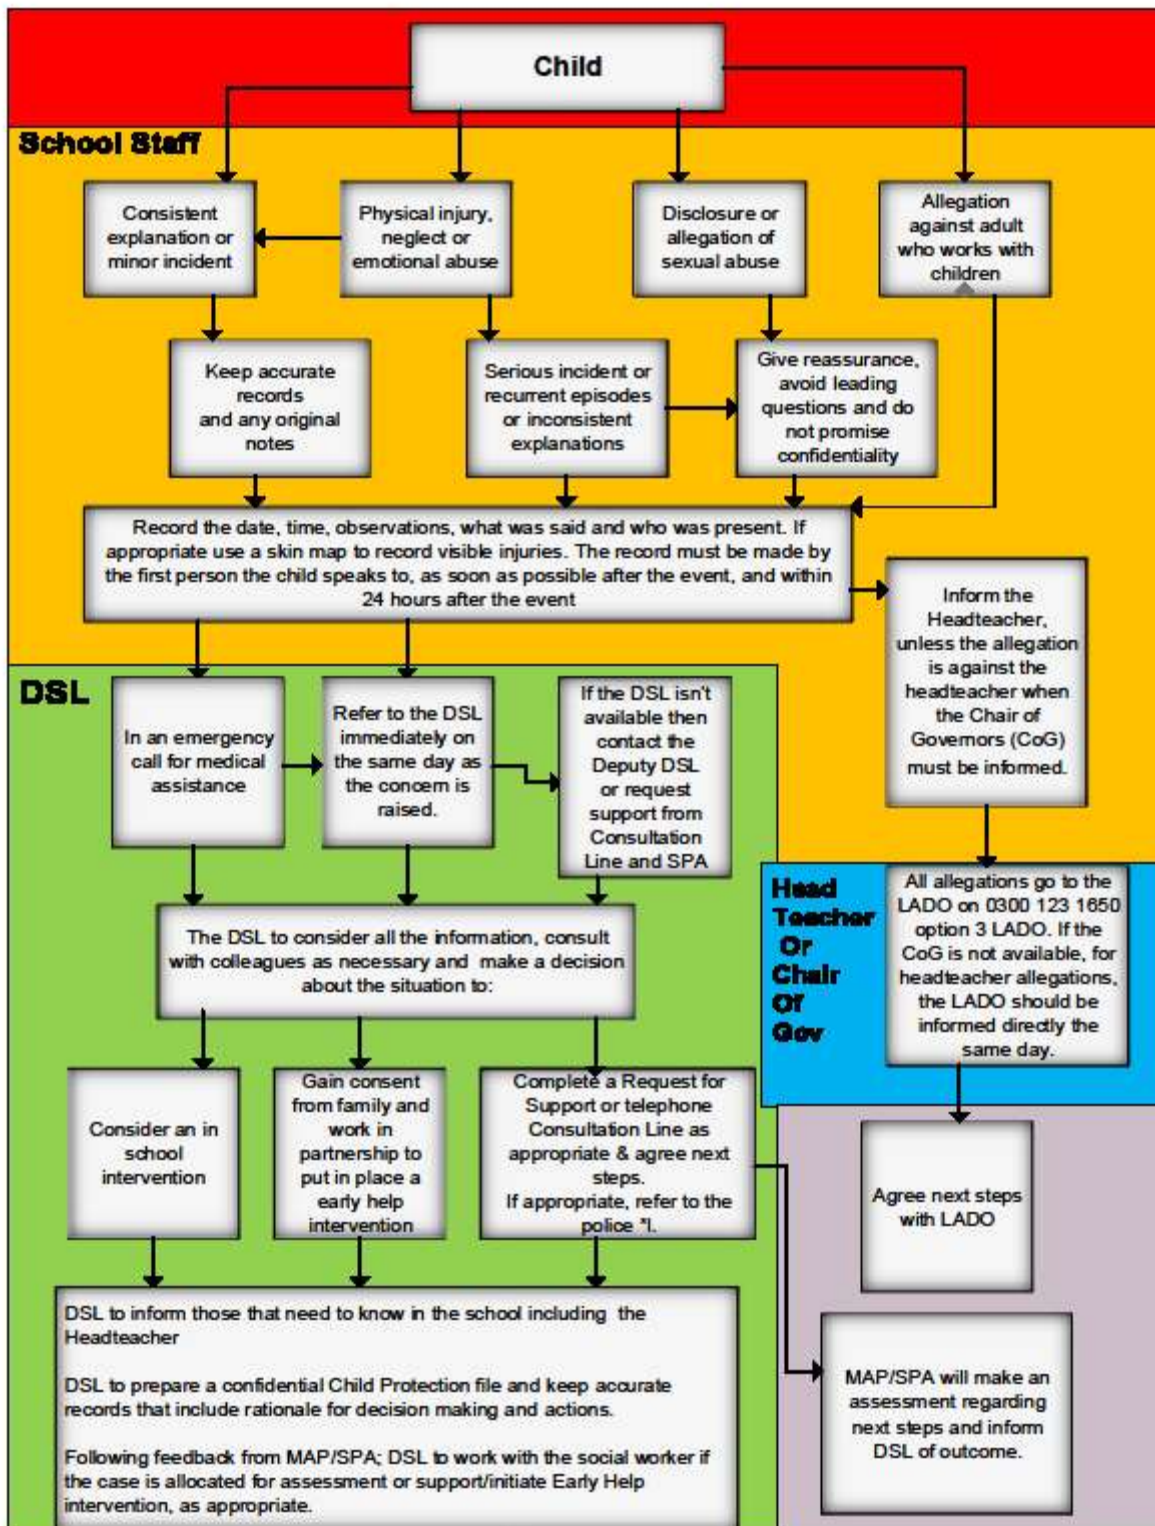 Child
School Staff
Consistent
explanation or
minor incident
Physical injury,
neglect or
emotional abuse
Disclosure or
allegation of
sexual abuse
Allegation
against adult
who works with
children
Keep accurate
records
and any original
notes
Serious incident or
recurrent episodes
or inconsistent
explanations
Give reassurance,
avoid leading
questions and do
not promise
confidentiality
Record the date, time, observations, what was said and who was present. If
appropriate use a skin map to record visible injuries. The record must be made by
the first person the child speaks to, as soon as possible after the event, and within
24 hours after the event
Inform the
Headteacher,
unless the allegation
is against the
headteacher when
the Chair of
Governors (CoG)
must be informed.
DSL
In an emergency
call for medical
assistance
Refer to the DSL
immediately on
the same day as
the concern is
raised.
If the DSL isn't
available then
contact the
Deputy DSL
or request
support from
Consultation
Line and SPA
Head
Teacher
Or
Chair
Of
Gov
All allegations go to the
LADO on 0300 123 1650
option 3 LADO. If the
CoG is not available, for
headteacher allegations,
the LADO should be
informed directly the
same day.
The DSL to consider all the information, consult
with colleagues as necessary and make a decision
about the situation to:
Consider an in
school
intervention
Gain consent
from family and
work in
partnership to
put in place a
early help
intervention
Complete a Request for
Support or telephone
Consultation Line as
appropriate & agree next
steps.
If appropriate, refer to the
police *I.
Agree next steps
with LADO
DSL to inform those that need to know in the school including the
Headteacher
DSL to prepare a confidential Child Protection file and keep accurate
records that include rationale for decision making and actions.
Following feedback from MAP/SPA; DSL to work with the social worker if
the case is allocated for assessment or support/initiate Early Help
intervention, as appropriate.
MAP/SPA will make an
assessment regarding
next steps and inform
DSL of outcome.